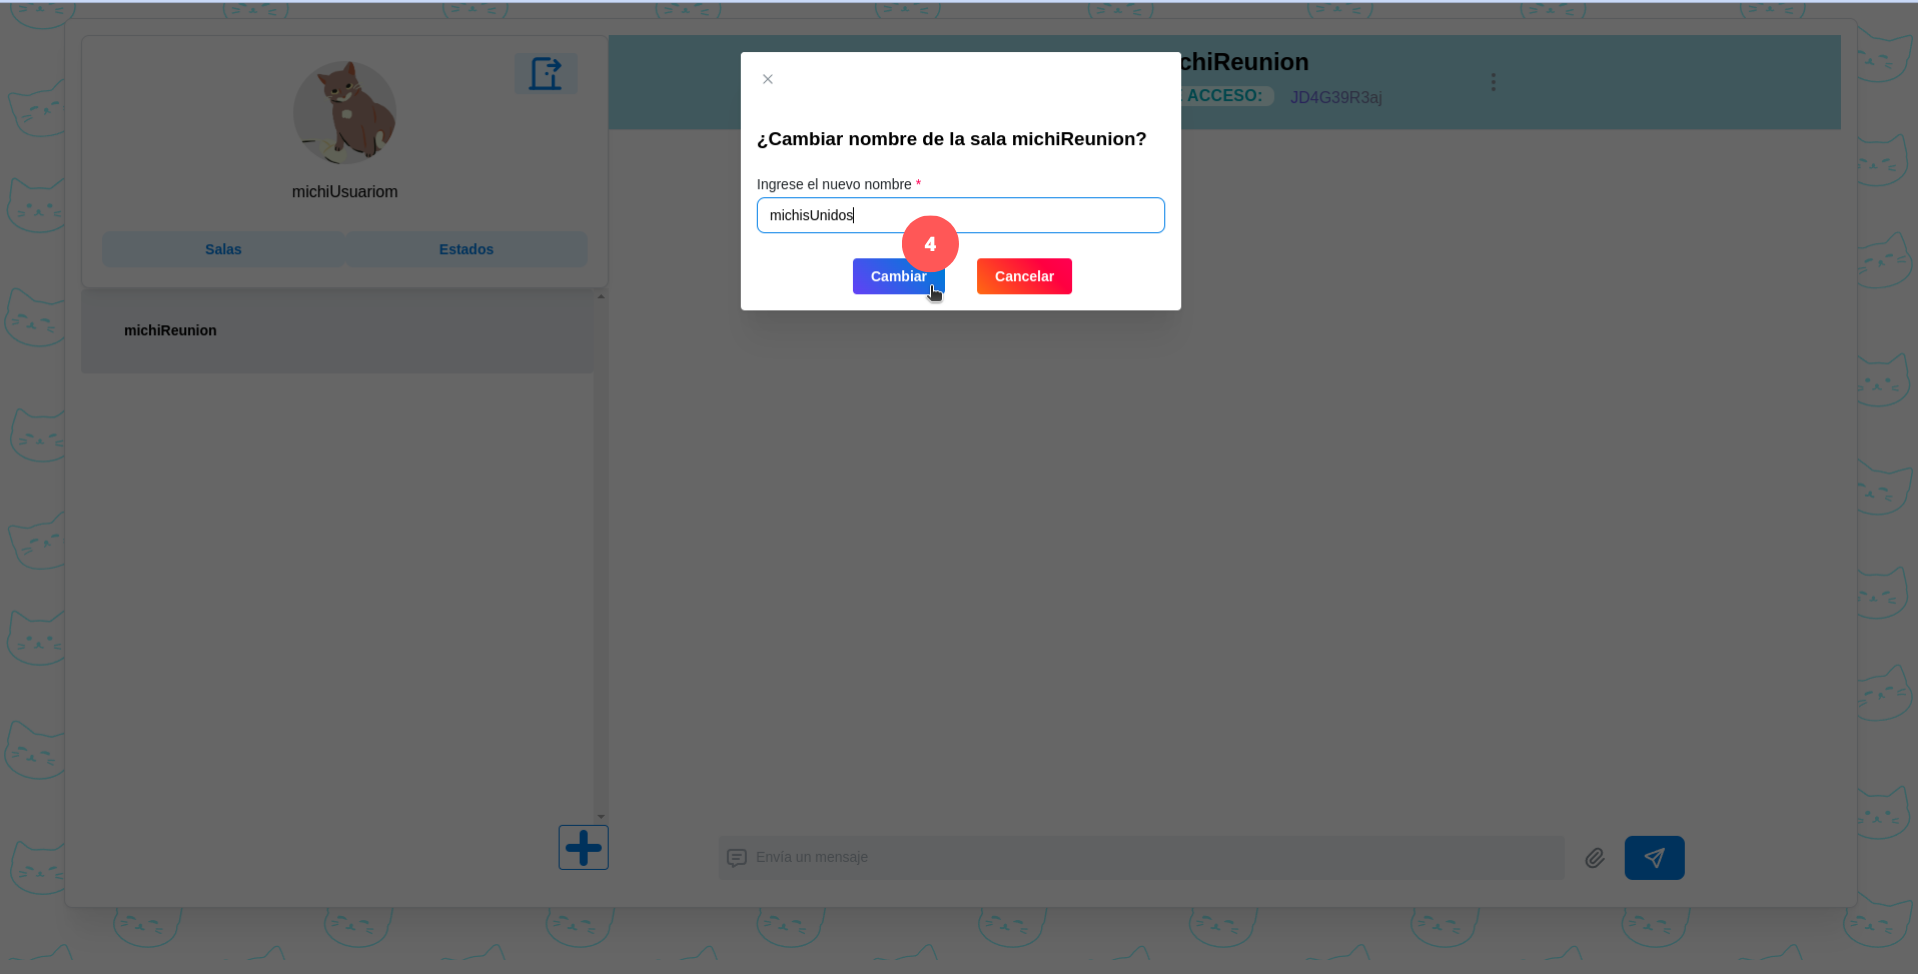 michiUsuariom
Salas
Estados
michiReunion
chiReunion
ACCESO:
JD4G39R3aj
¿Cambiar nombre de la sala michiReunion?
Ingrese el nuevo nombre *
michisUnidos
4
Cambiar
Cancelar
Envía un mensaje